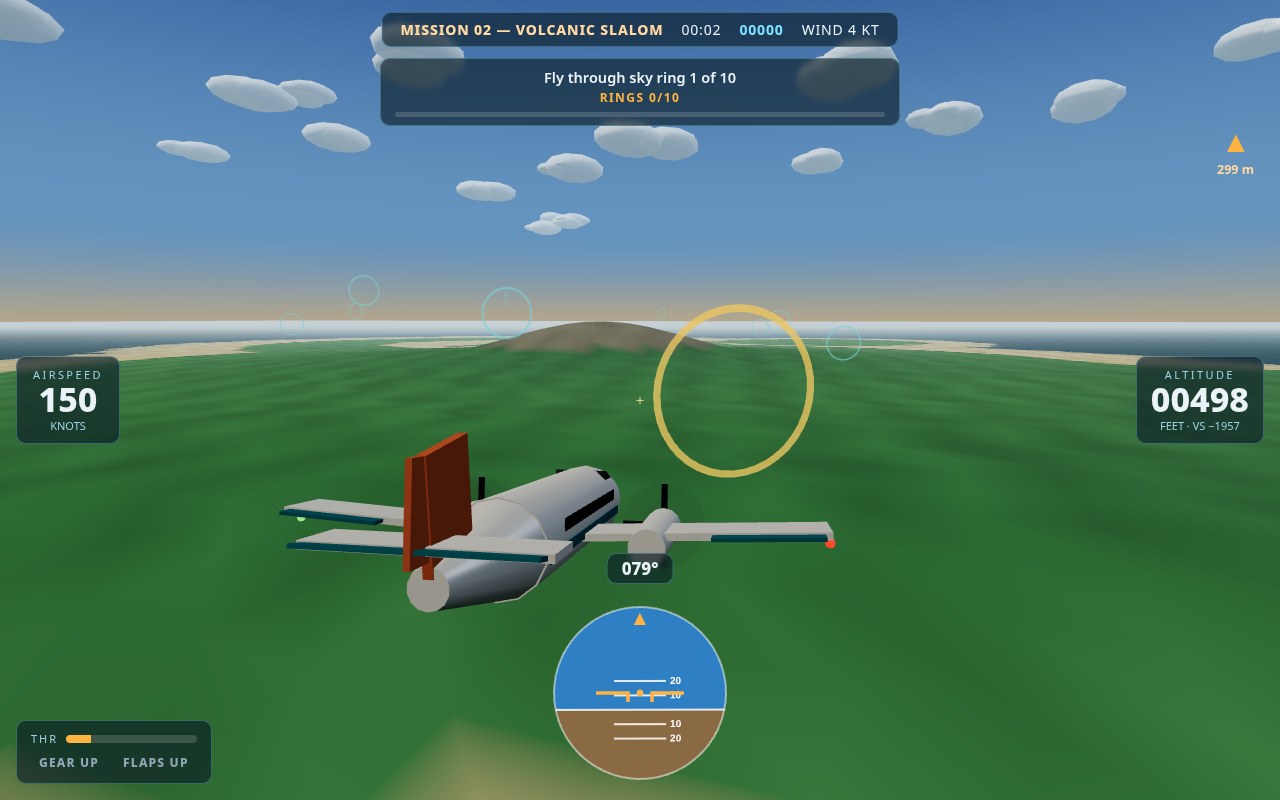 MISSION 02 — VOLCANIC SLALOM 00:02 00000 WIND 4 KT
Fly through sky ring 1 of 10
RINGS 0/10
299 m
AIRSPEED
150
KNOTS
ALTITUDE
00498
FEET · VS −1957
079°
20
10
10
20
THR
GEAR UP FLAPS UP